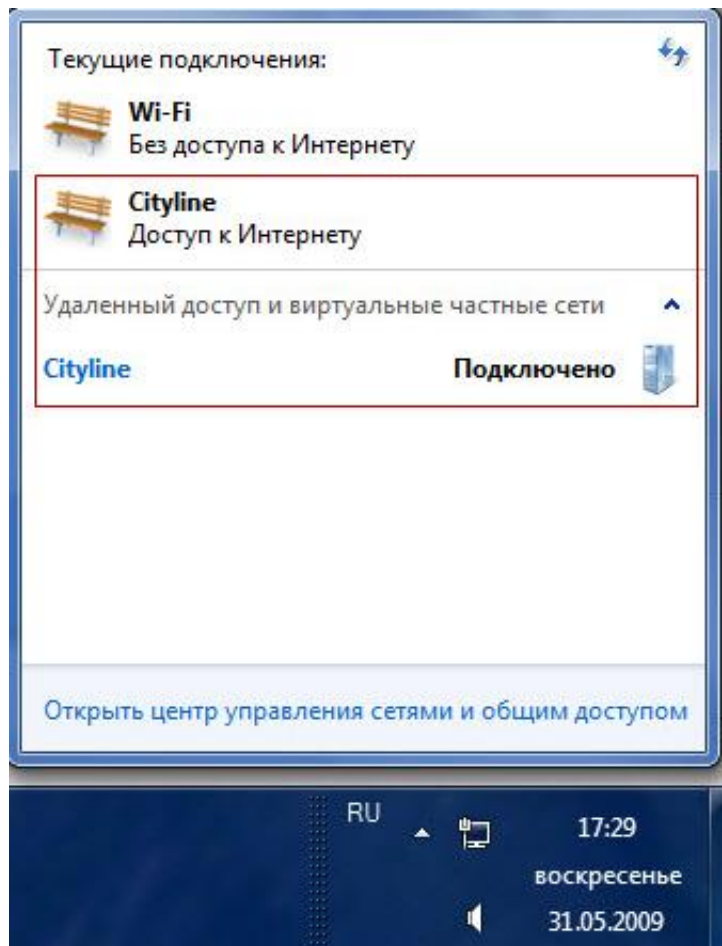 Текущие подключения:
Wi-Fi
Без доступа к Интернету
Cityline
Доступ к Интернету
Удаленный доступ и виртуальные частные сети
Cityline Подключено
Открыть центр управления сетями и общим доступом
RU 17:29
воскресенье
31.05.2009